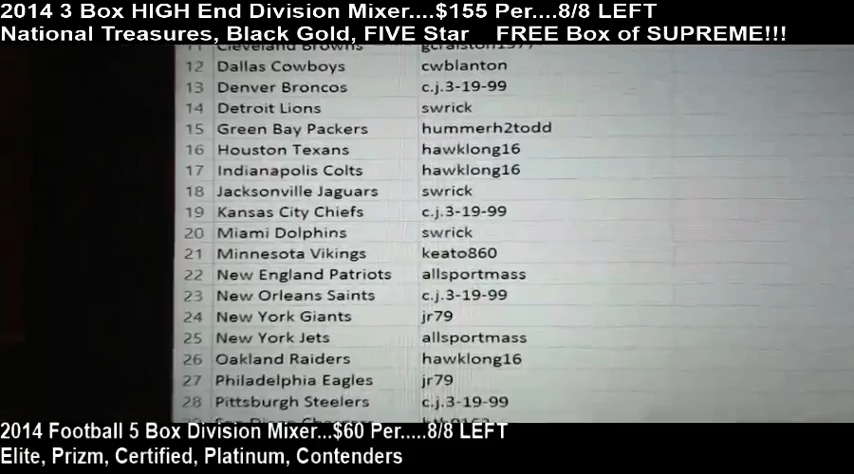 2014 3 Box HIGH End Division Mixer....$155 Per....8/8 LEFT
National Treasures, Black Gold, FIVE Star FREE Box of SUPREME!!!
11 Cleveland Browns
12 Dallas Cowboys cwblanton
13 Denver Broncos c.j.3-19-99
14 Detroit Lions swrick
15 Green Bay Packers hummerh2todd
16 Houston Texans hawklong16
17 Indianapolis Colts hawklong16
18 Jacksonville Jaguars swrick
19 Kansas City Chiefs c.j.3-19-99
20 Miami Dolphins swrick
21 Minnesota Vikings keato860
22 New England Patriots allsportmass
23 New Orleans Saints c.j.3-19-99
24 New York Giants jr79
25 New York Jets allsportmass
26 Oakland Raiders hawklong16
27 Philadelphia Eagles jr79
28 Pittsburgh Steelers c.j.3-19-99
2014 Football 5 Box Division Mixer...$60 Per.....8/8 LEFT
Elite, Prizm, Certified, Platinum, Contenders